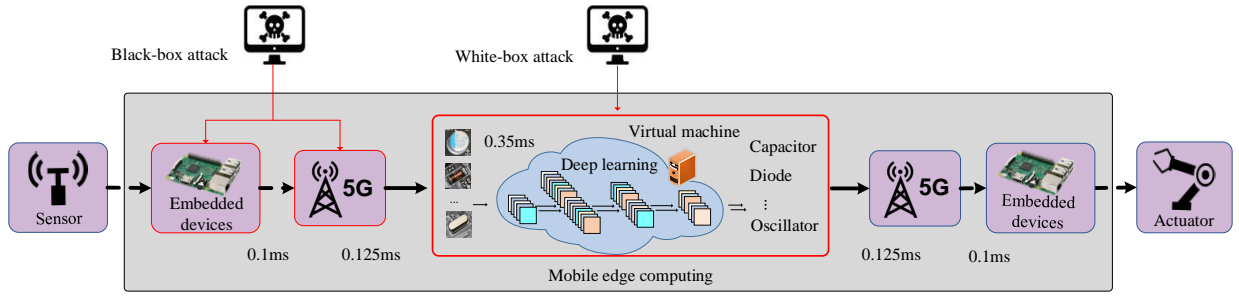 Black-box attack
White-box attack
Sensor
Embedded
devices
0.1ms
5G
0.125ms
0.35ms
...
Virtual machine
Deep learning
Capacitor
Diode
⋮
Oscillator
5G
0.125ms
Embedded
devices
0.1ms
Actuator
Mobile edge computing